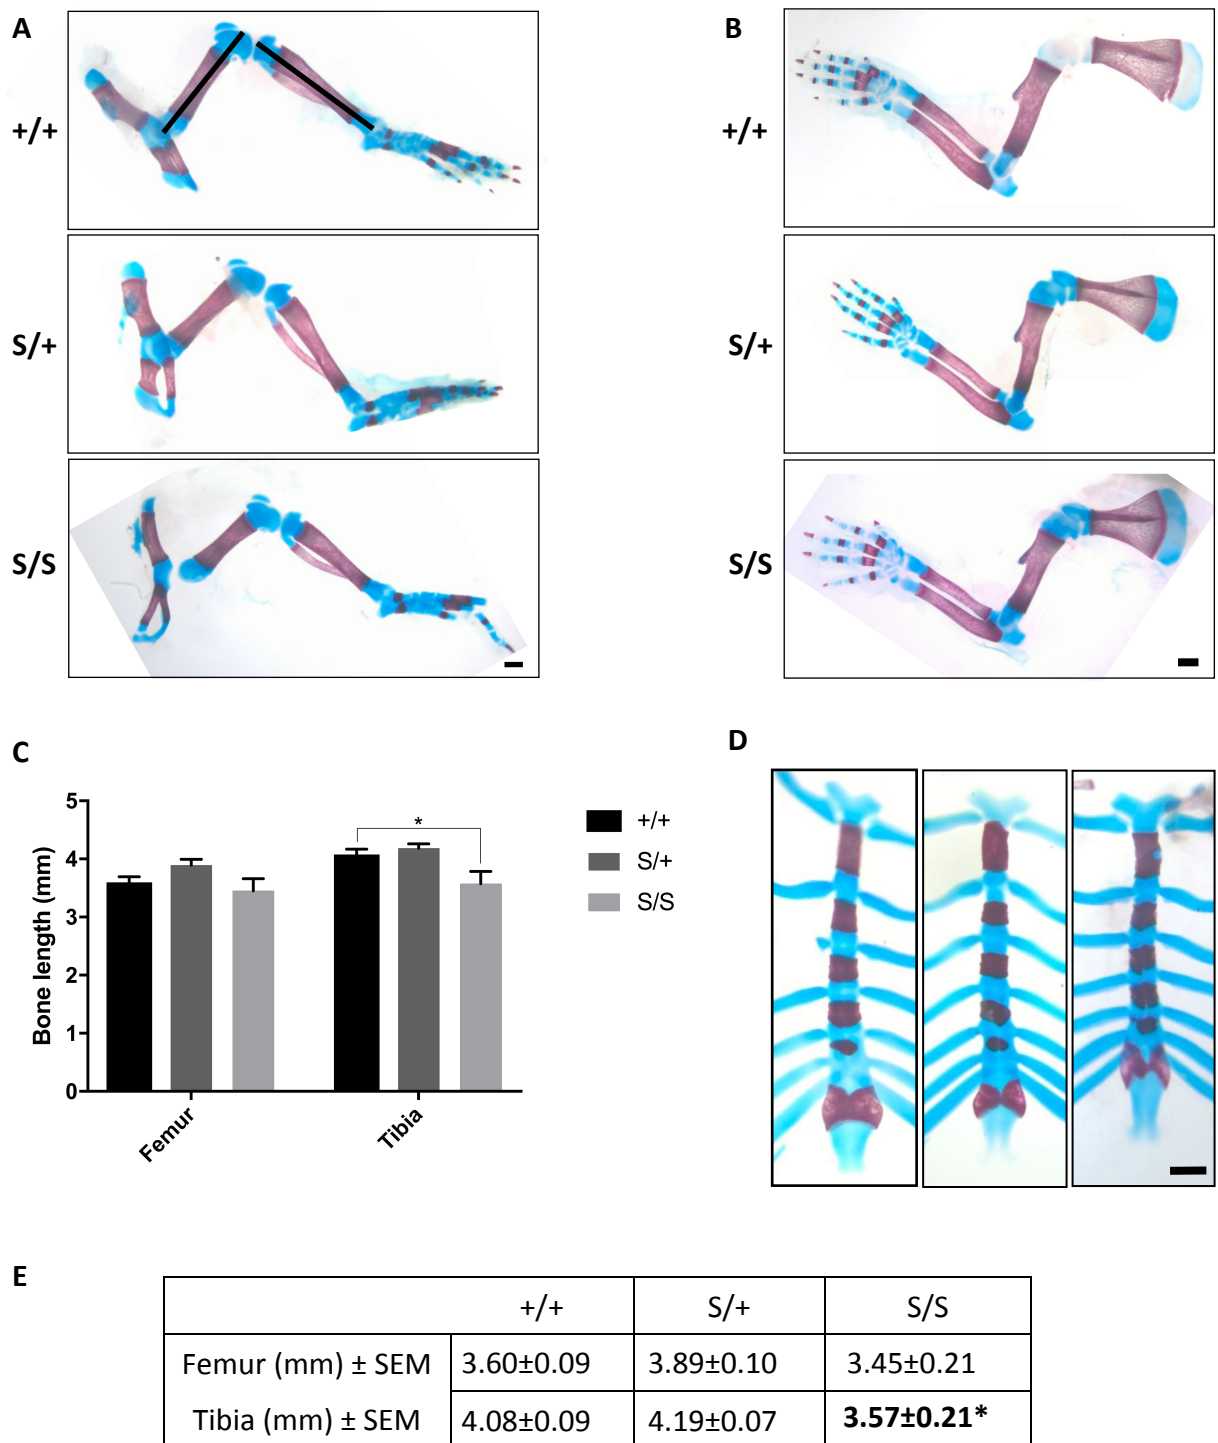 A
B
+/+
+/+
S/+
S/+
S/S
S/S
C
D
5
4
3
2
1
0
Bone length (mm)
*
+/+
S/+
S/S
Femur
Tibia
E
+/+ S/+ S/S
Femur (mm) ± SEM 3.60±0.09 3.89±0.10 3.45±0.21
Tibia (mm) ± SEM 4.08±0.09 4.19±0.07 3.57±0.21*